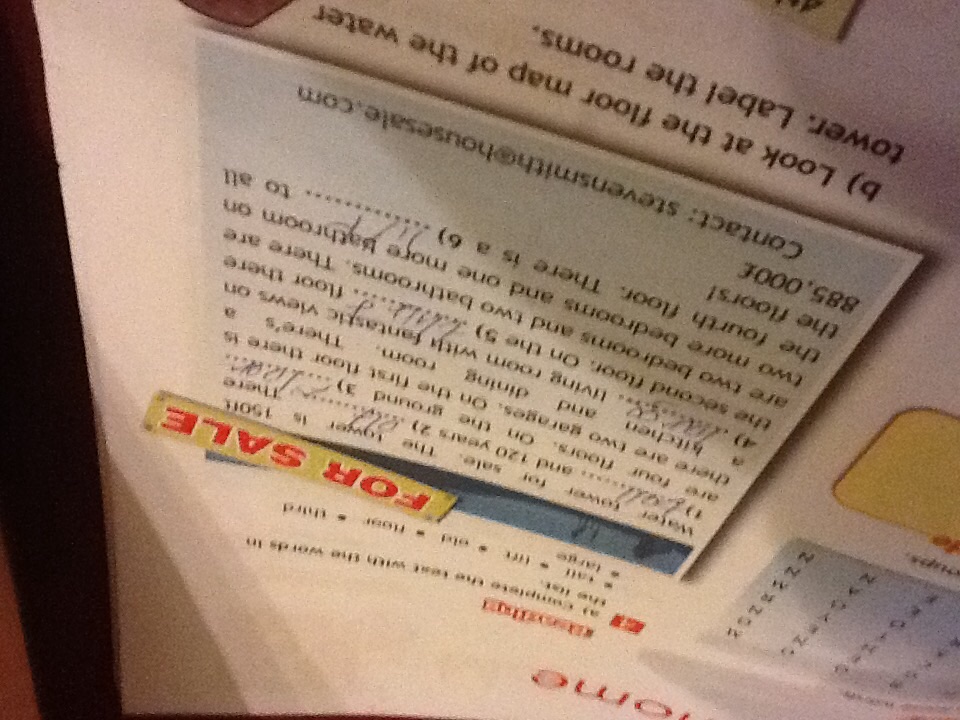 ome
Reading
4 a) Complete the text with the words in
the list.
• tall • lift • old • floor • third
• large
FOR SALE
Water tower for sale. The tower is 150ft
1) tall and 120 years 2) old There
are four floors. On the ground 3) floor
there are two garages. On the first floor there is
a kitchen and dining room. There's a
4) large living room with fantastic views on
the second floor. On the 5) third floor there
are two bedrooms and two bathrooms. There are
two more bedrooms and one more bathroom on
the fourth floor. There is a 6) lift to all
the floors!
885,000£
Contact: stevensmith@housesale.com
b) Look at the floor map of the water
tower. Label the rooms.